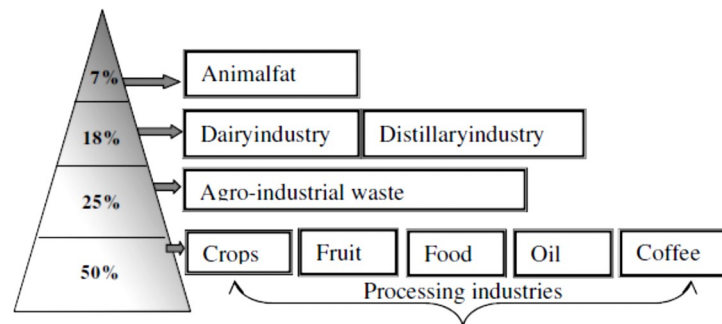 7%
Animalfat
18%
Dairyindustry
Distillaryindustry
25%
Agro-industrial waste
50%
Crops
Fruit
Food
Oil
Coffee
Processing industries